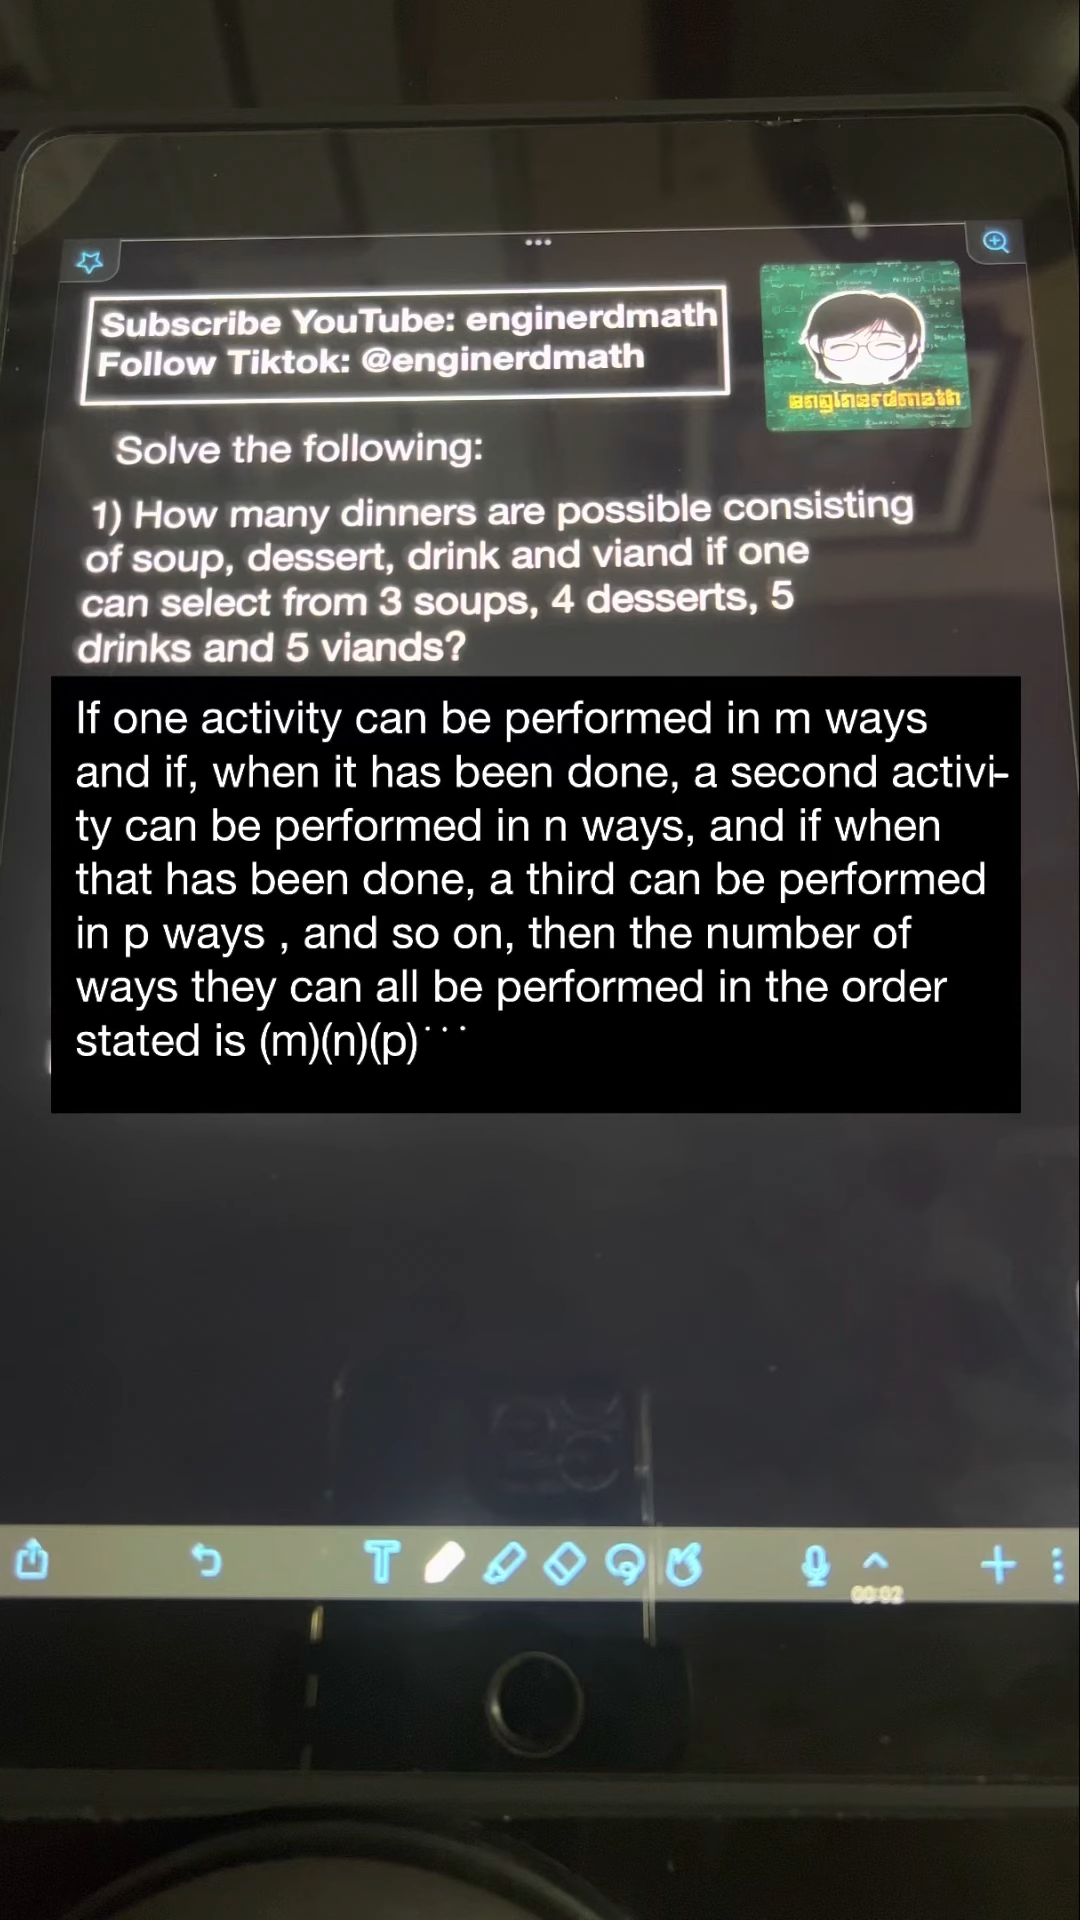 Subscribe YouTube: enginerdmath
Follow Tiktok: @enginerdmath
enginerdmath
Solve the following:
1) How many dinners are possible consisting
of soup, dessert, drink and viand if one
can select from 3 soups, 4 desserts, 5
drinks and 5 viands?
If one activity can be performed in m ways
and if, when it has been done, a second activi-
ty can be performed in n ways, and if when
that has been done, a third can be performed
in p ways , and so on, then the number of
ways they can all be performed in the order
stated is (m)(n)(p)˙˙˙
T
00:02